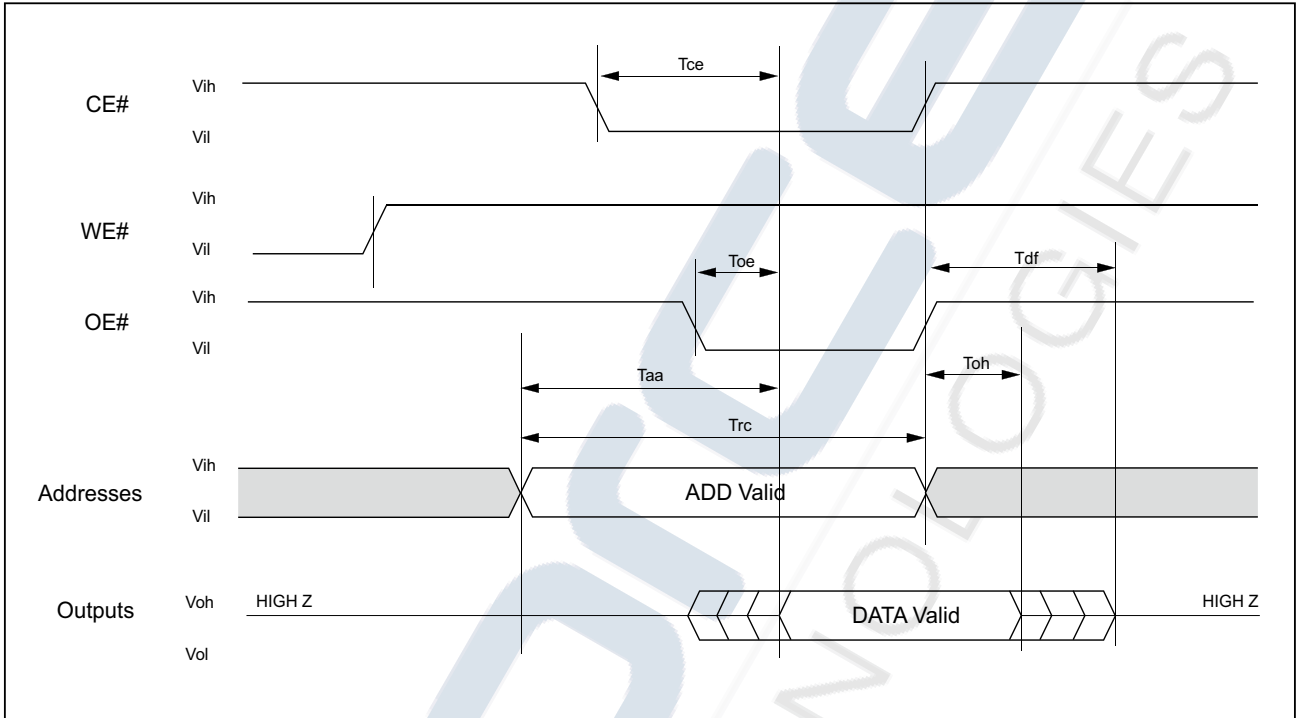 Tce
CE#
Vih
Vil
WE#
Vih
Vil
Toe
Tdf
OE#
Vih
Vil
Taa
Toh
Trc
Addresses
Vih
Vil
ADD Valid
Outputs
Voh
HIGH Z
DATA Valid
HIGH Z
Vol
NOLOGIES